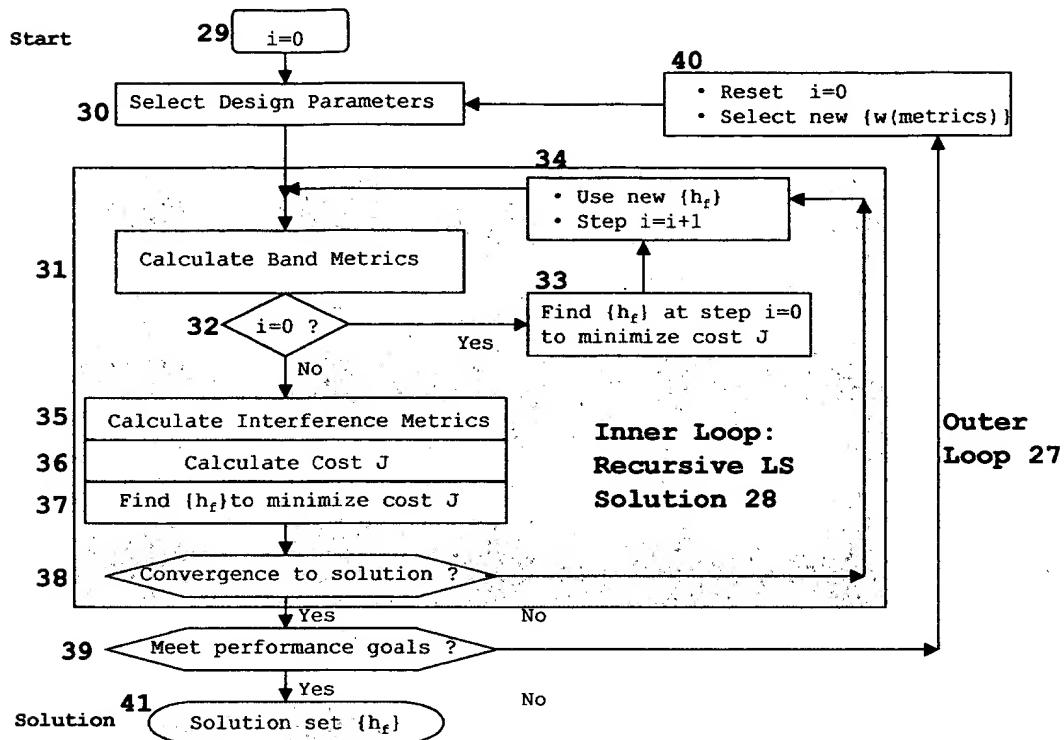 Start
29
i=0
40
• Reset i=0
• Select new {w(metrics)}
30
Select Design Parameters
34
• Use new {h_f}
• Step i=i+1
31
Calculate Band Metrics
33
Find {h_f} at step i=0
to minimize cost J
32
i=0 ?
Yes
No
35
Calculate Interference Metrics
36
Calculate Cost J
37
Find {h_f}to minimize cost J
Inner Loop:
Recursive LS
Solution 28
Outer
Loop 27
38
Convergence to solution ?
Yes
No
39
Meet performance goals ?
Yes
No
41
Solution
Solution set {h_f}